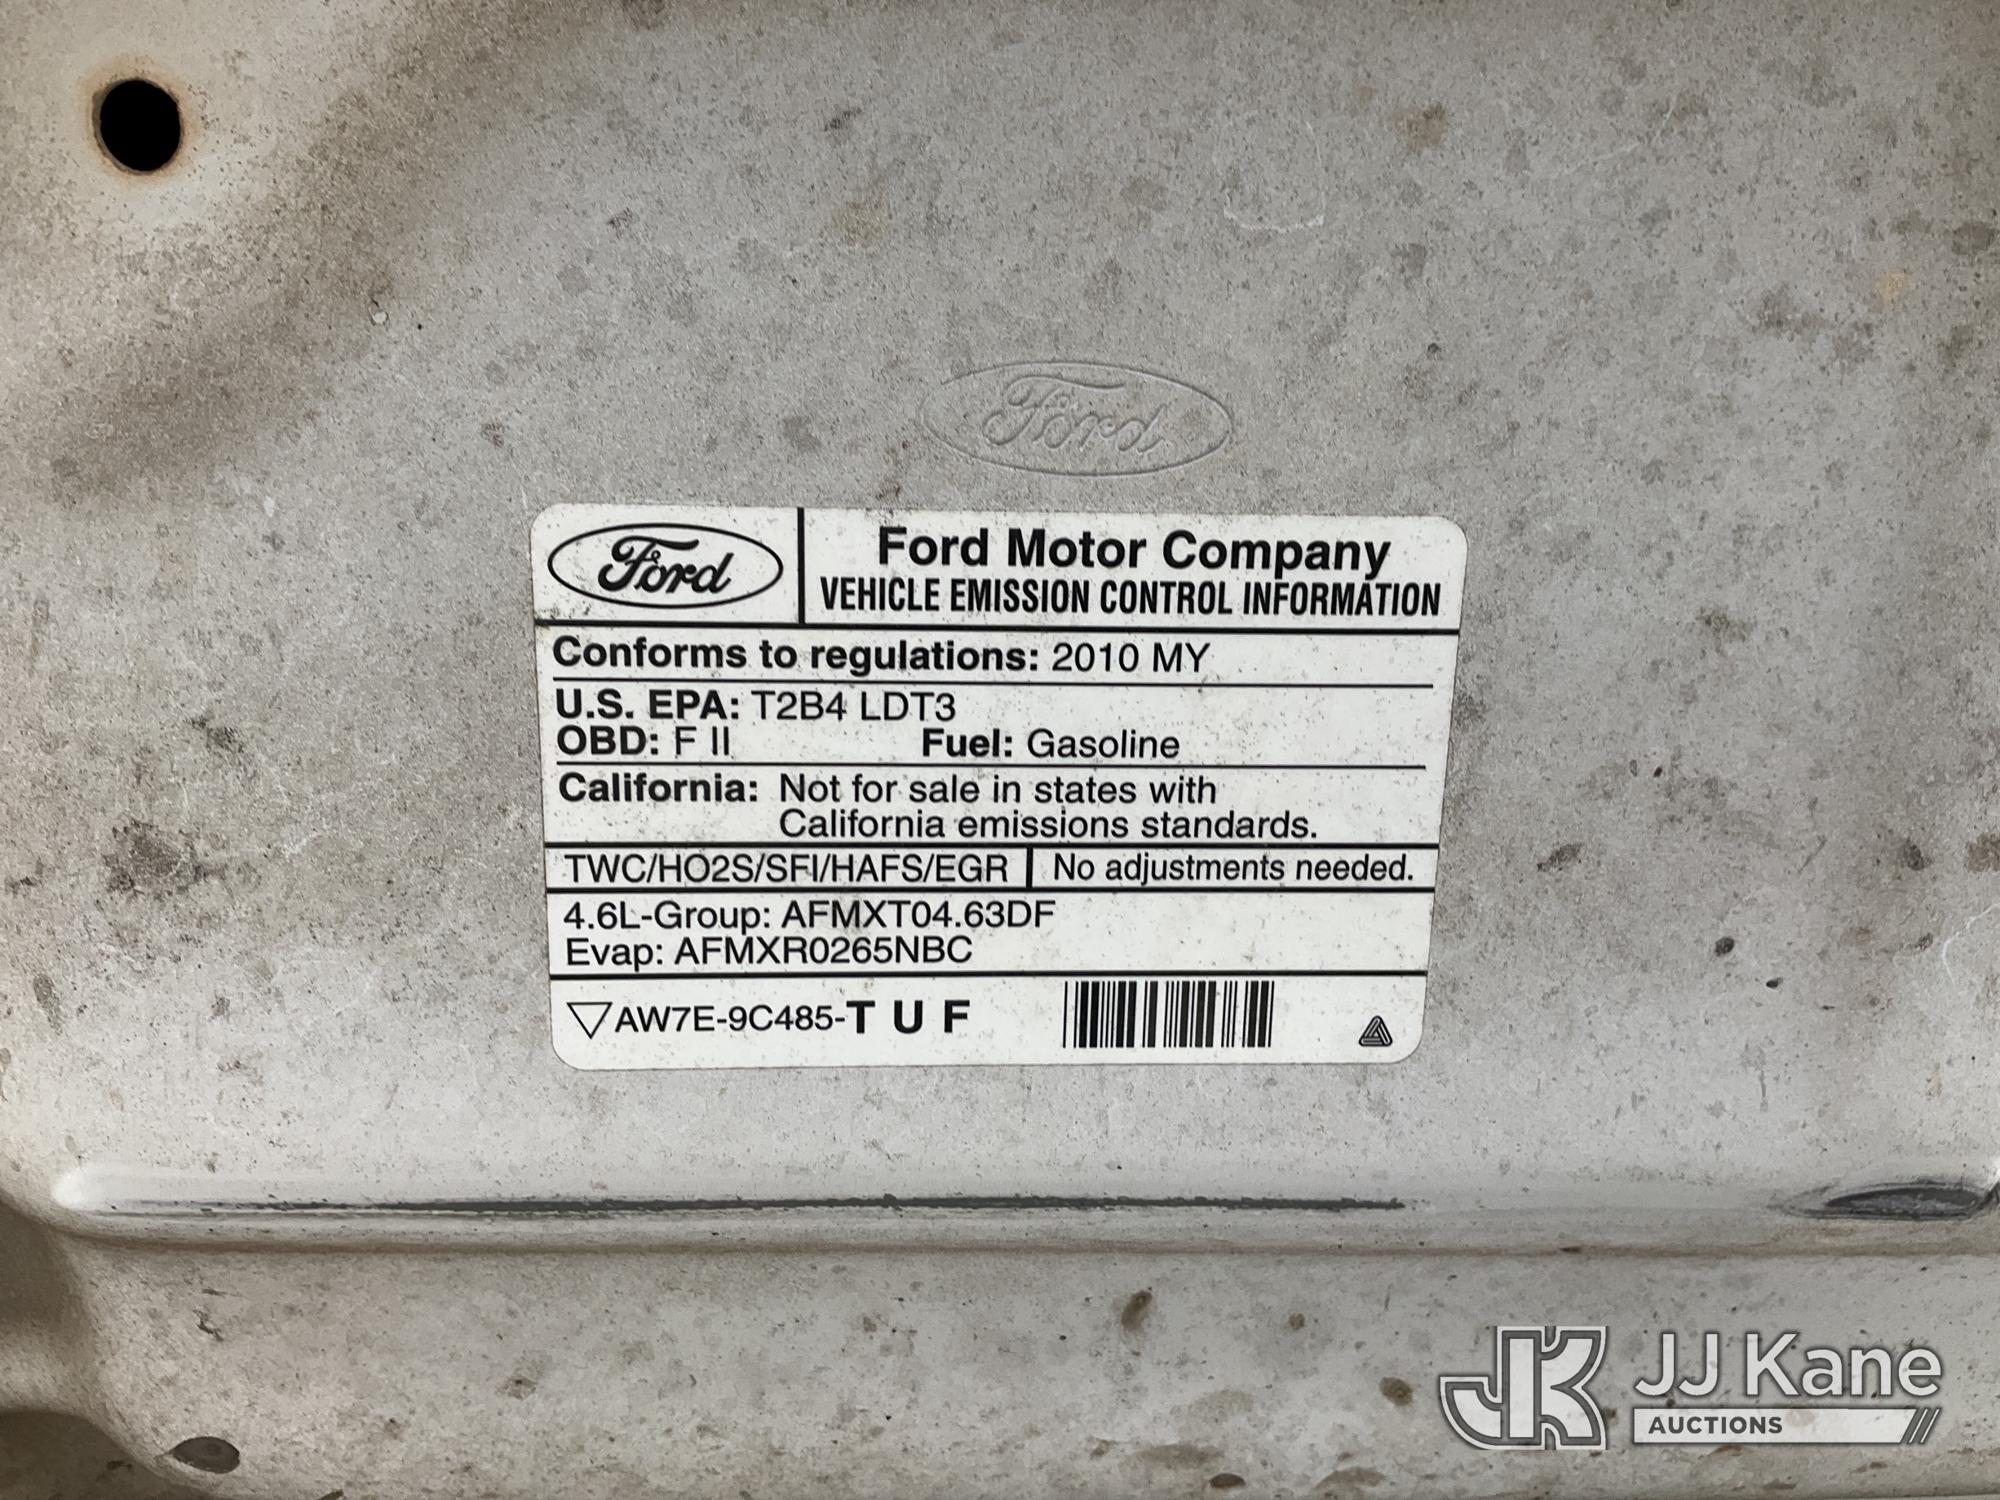 Ford
Ford
Ford Motor Company
VEHICLE EMISSION CONTROL INFORMATION
Conforms to regulations: 2010 MY
U.S. EPA: T2B4 LDT3
OBD: F II Fuel: Gasoline
California: Not for sale in states with
California emissions standards.
TWC/HO2S/SFI/HAFS/EGR No adjustments needed.
4.6L-Group: AFMXT04.63DF
Evap: AFMXR0265NBC
AW7E-9C485-T U F
JK JJ Kane
AUCTIONS